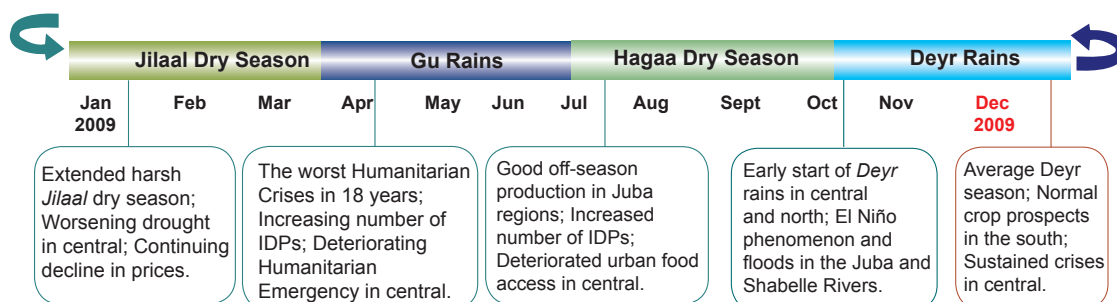 Jilaal Dry Season Gu Rains Hagaa Dry Season Deyr Rains
Jan Feb Mar Apr May Jun Jul Aug Sept Oct Nov Dec
2009 2009
Extended harsh
Jilaal dry season;
Worsening drought
in central; Continuing
decline in prices.
The worst Humanitarian
Crises in 18 years;
Increasing number of
IDPs; Deteriorating
Humanitarian
Emergency in central.
Good off-season
production in Juba
regions; Increased
number of IDPs;
Deteriorated urban food
access in central.
Early start of Deyr
rains in central
and north; El Niño
phenomenon and
floods in the Juba and
Shabelle Rivers.
Average Deyr
season; Normal
crop prospects
in the south;
Sustained crises
in central.